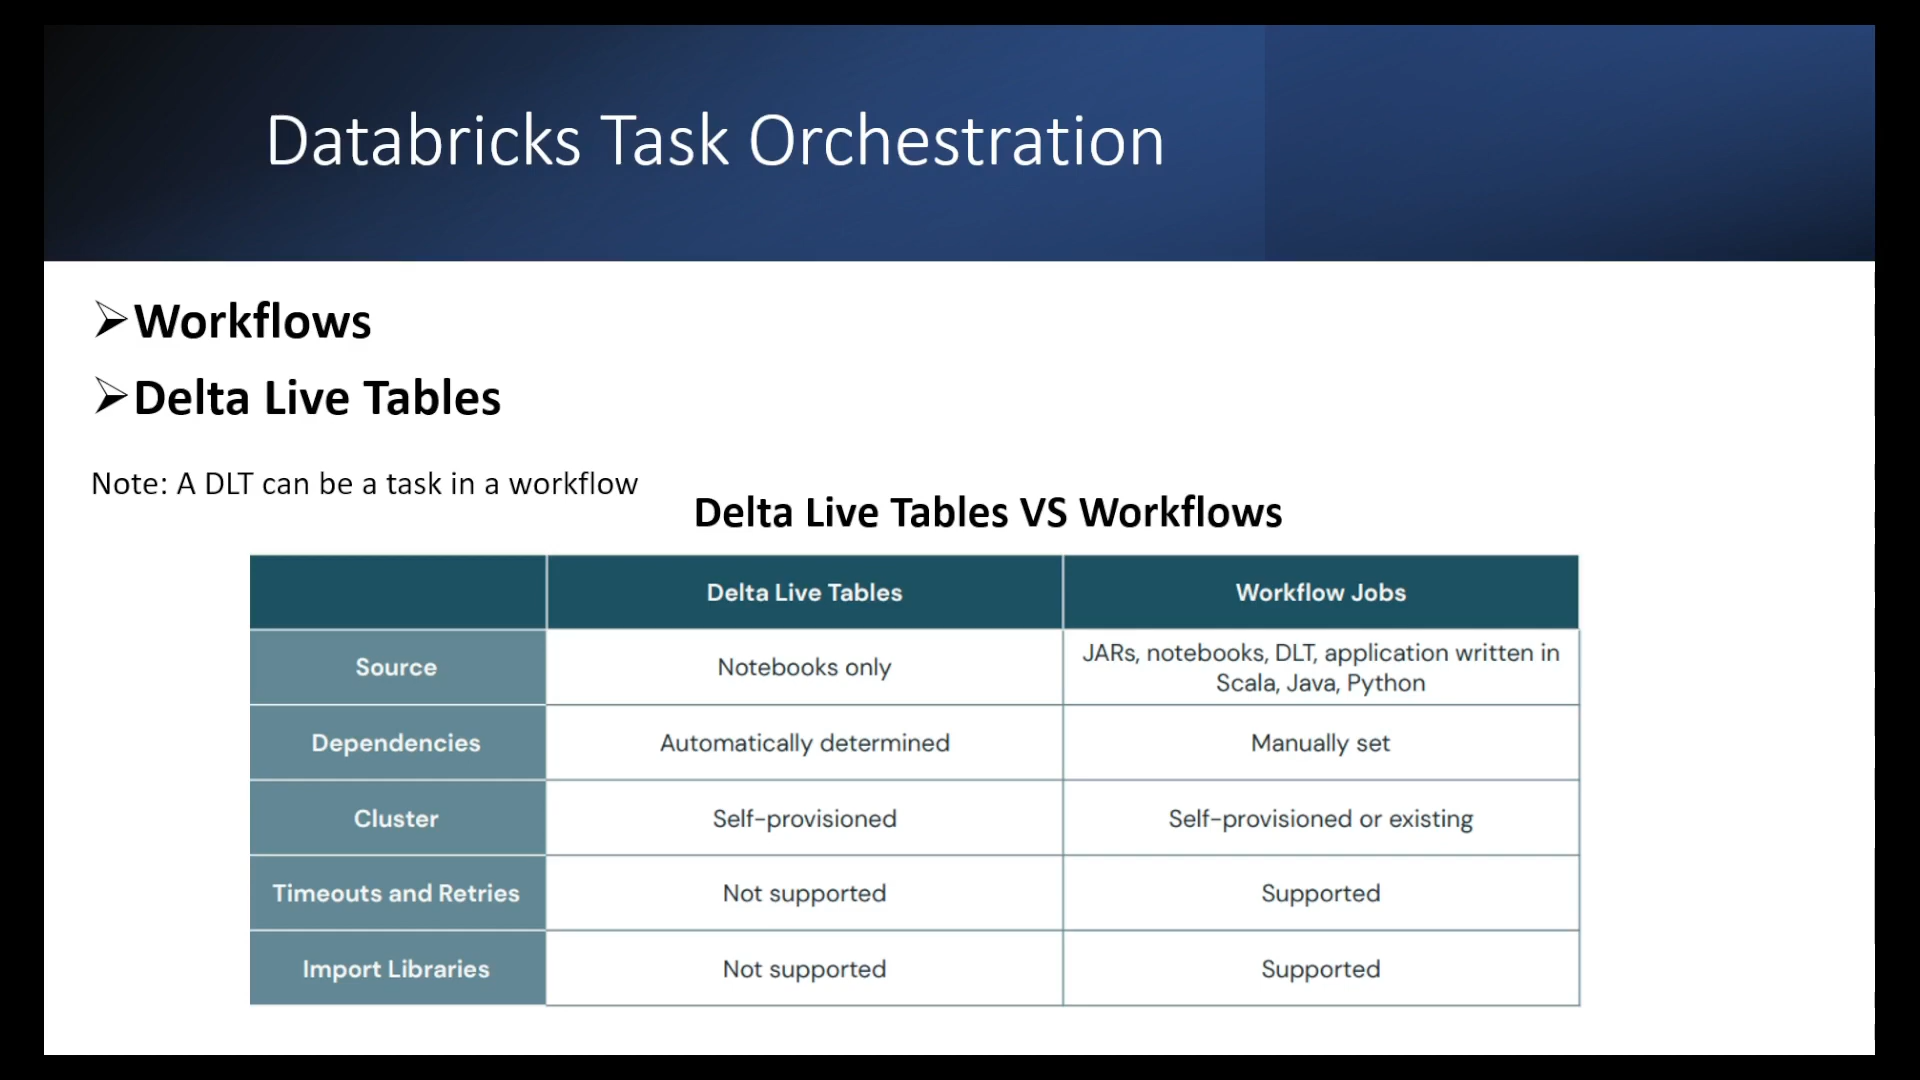 Databricks Task Orchestration
Workflows
Delta Live Tables
Note: A DLT can be a task in a workflow
Delta Live Tables VS Workflows
Delta Live Tables Workflow Jobs
Source Notebooks only JARs, notebooks, DLT, application written in
Scala, Java, Python
Dependencies Automatically determined Manually set
Cluster Self-provisioned Self-provisioned or existing
Timeouts and Retries Not supported Supported
Import Libraries Not supported Supported